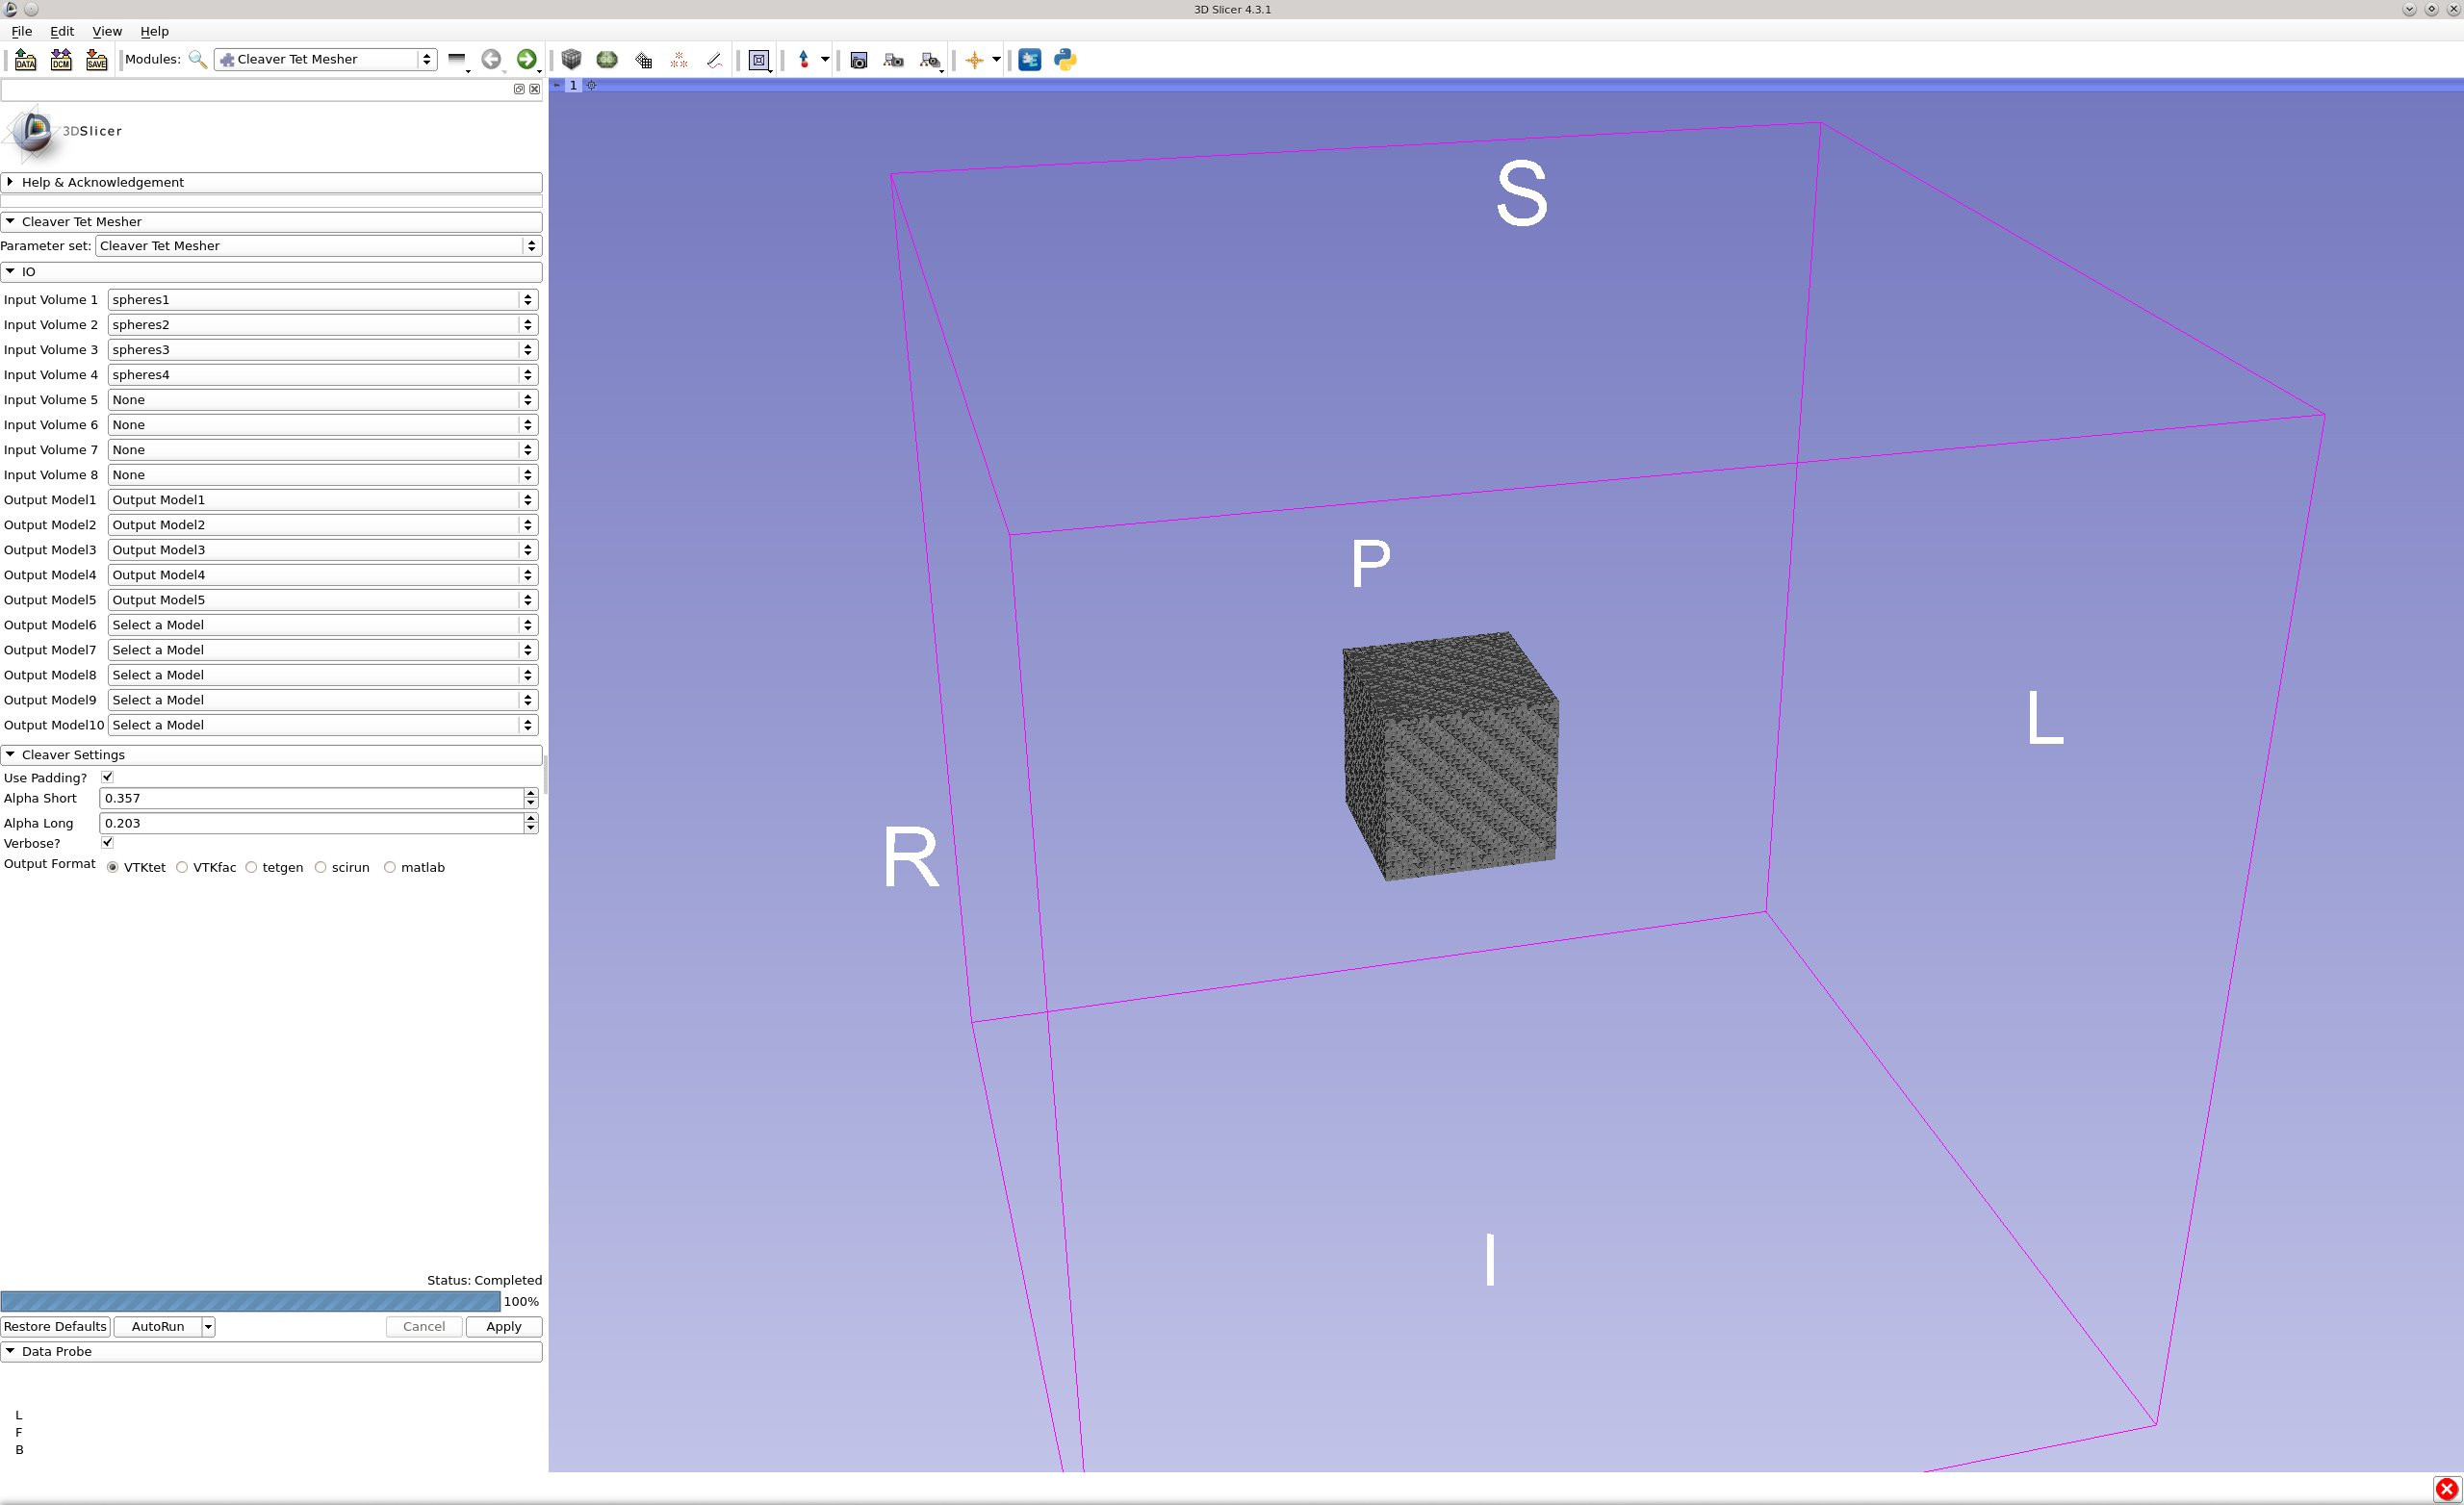 3D Slicer 4.3.1
File Edit View Help
DATA DCM SAVE Modules: Cleaver Tet Mesher
1
3DSlicer
Help & Acknowledgement
Cleaver Tet Mesher
Parameter set: Cleaver Tet Mesher
IO
Input Volume 1 spheres1
Input Volume 2 spheres2
Input Volume 3 spheres3
Input Volume 4 spheres4
Input Volume 5 None
Input Volume 6 None
Input Volume 7 None
Input Volume 8 None
Output Model1 Output Model1
Output Model2 Output Model2
Output Model3 Output Model3
Output Model4 Output Model4
Output Model5 Output Model5
Output Model6 Select a Model
Output Model7 Select a Model
Output Model8 Select a Model
Output Model9 Select a Model
Output Model10 Select a Model
Cleaver Settings
Use Padding?
Alpha Short 0.357
Alpha Long 0.203
Verbose?
Output Format VTKtet VTKfac tetgen scirun matlab
Status: Completed
100%
Restore Defaults AutoRun Cancel Apply
Data Probe
L
F
B
S
P
L
R
I